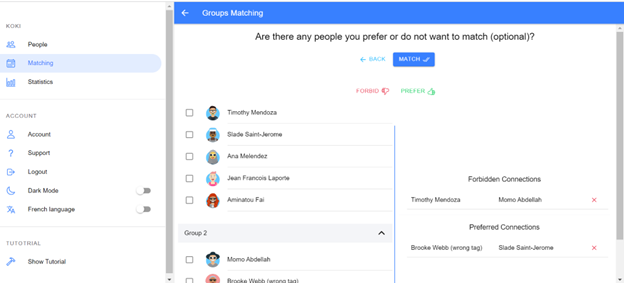 KOKI
People
Matching
Statistics
ACCOUNT
Account
Support
Logout
Dark Mode
French language
TUTOTRIAL
Show Tutorial
Groups Matching
Are there any people you prefer or do not want to match (optional)?
BACK
MATCH
FORBID
PREFER
Timothy Mendoza
Slade Saint-Jerome
Ana Melendez
Jean Francois Laporte
Aminatou Fai
Group 2
Momo Abdellah
Brooke Webb (wrong tag)
Forbidden Connections
Timothy Mendoza Momo Abdellah
Preferred Connections
Brooke Webb (wrong tag) Slade Saint-Jerome